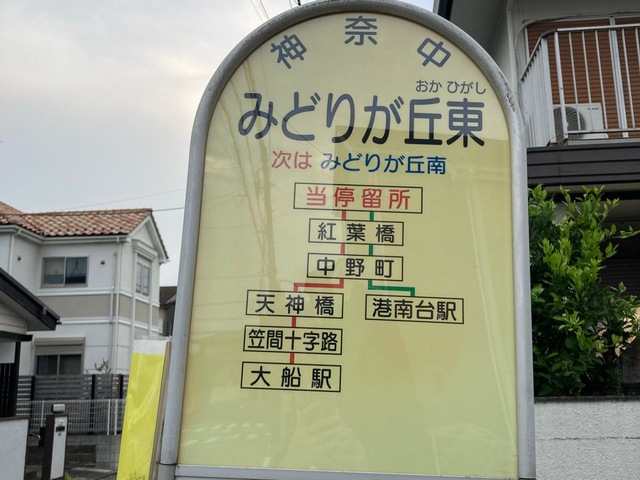 神奈中
おか ひがし
みどりが丘東
次は みどりが丘南
当停留所
紅葉橋
中野町
天神橋
港南台駅
笠間十字路
大船駅